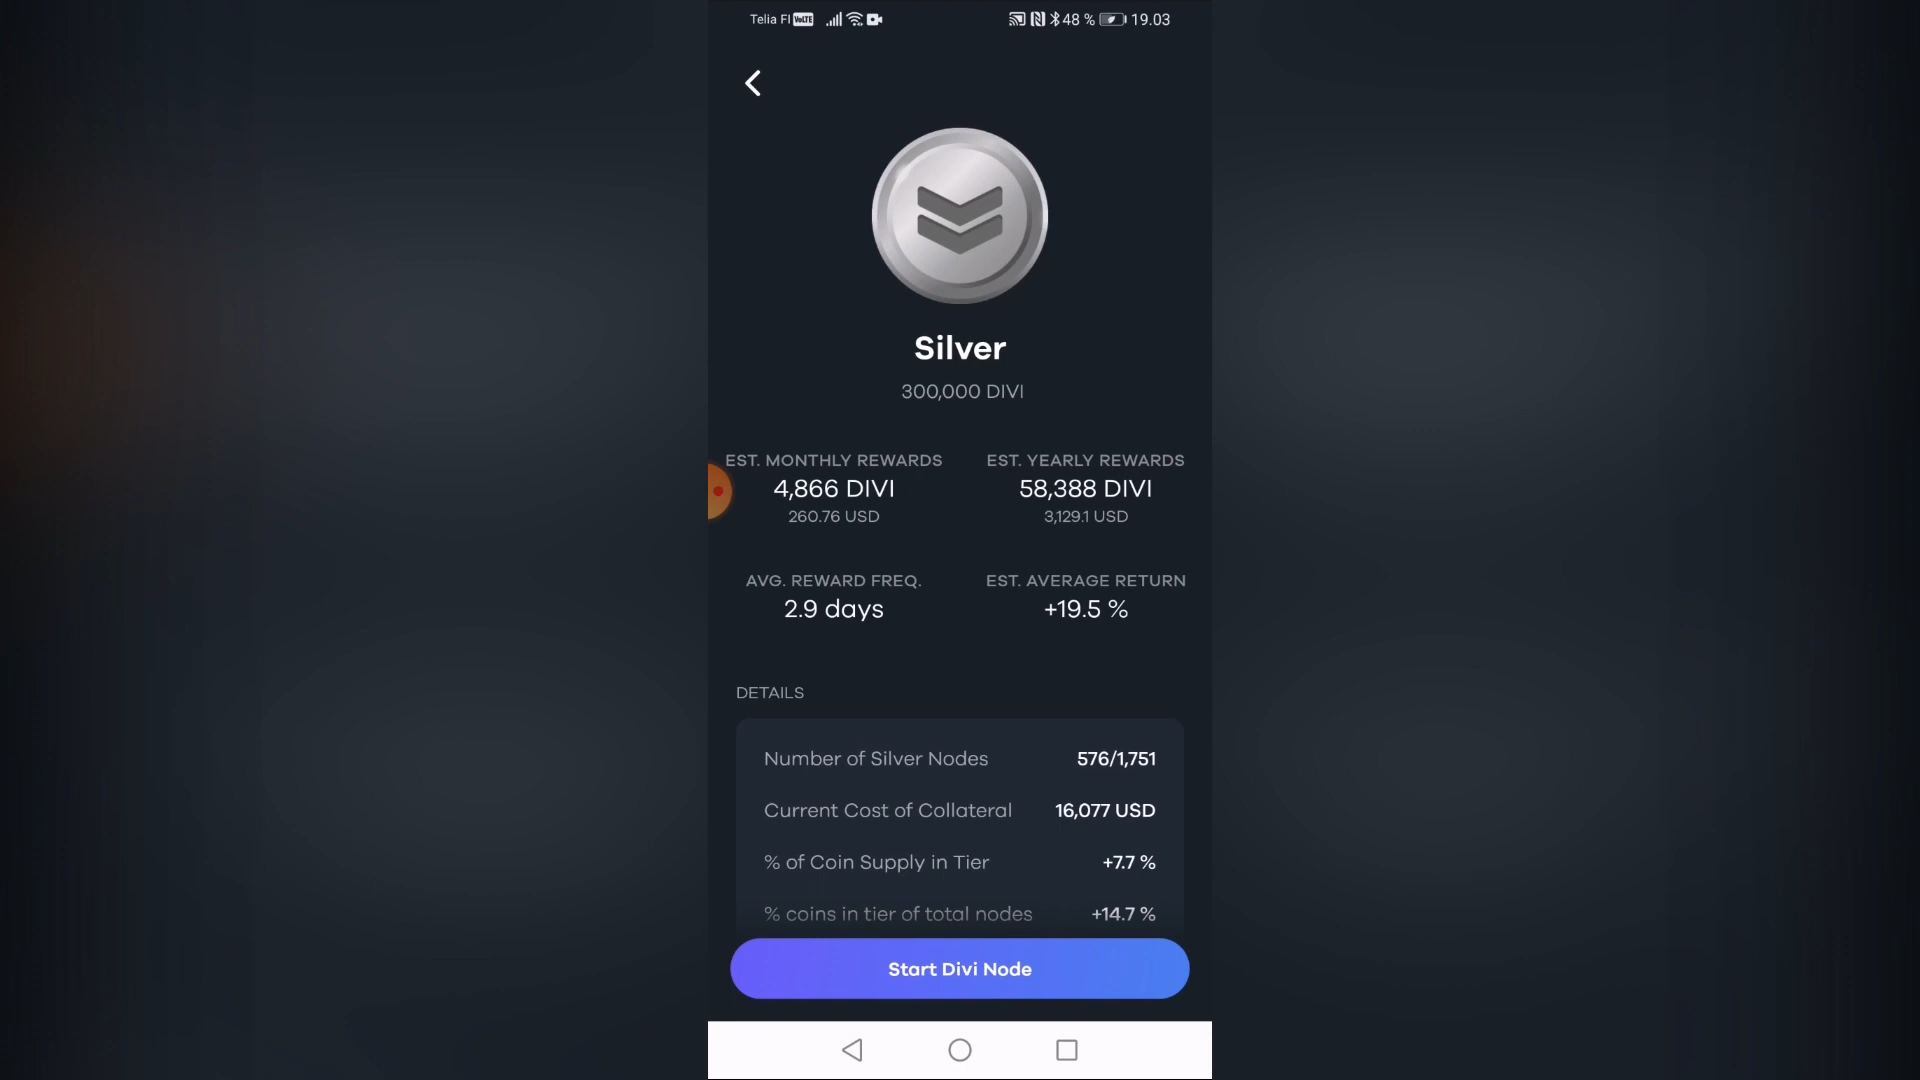 Telia FI VoLTE 48 % 19.03
Silver
300,000 DIVI
EST. MONTHLY REWARDS EST. YEARLY REWARDS
4,866 DIVI 58,388 DIVI
260.76 USD 3,129.1 USD
AVG. REWARD FREQ. EST. AVERAGE RETURN
2.9 days +19.5 %
DETAILS
Number of Silver Nodes 576/1,751
Current Cost of Collateral 16,077 USD
% of Coin Supply in Tier +7.7 %
% coins in tier of total nodes +14.7 %
Start Divi Node